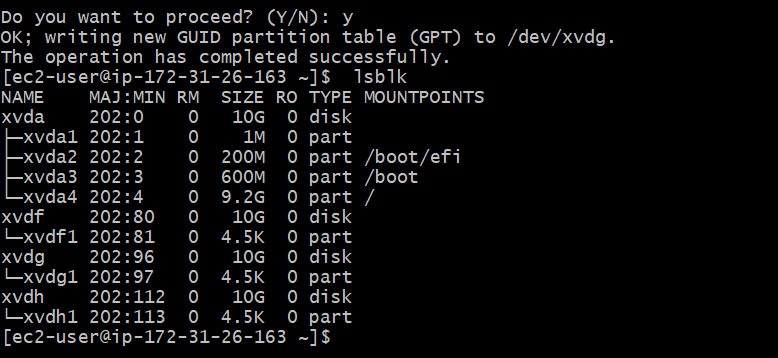 Do you want to proceed? (Y/N): y
OK; writing new GUID partition table (GPT) to /dev/xvdg.
The operation has completed successfully.
[ec2-user@ip-172-31-26-163 ~]$  lsblk
NAME    MAJ:MIN RM  SIZE RO TYPE MOUNTPOINTS
xvda    202:0    0   10G  0 disk
├─xvda1 202:1    0    1M  0 part
├─xvda2 202:2    0  200M  0 part /boot/efi
├─xvda3 202:3    0  600M  0 part /boot
└─xvda4 202:4    0  9.2G  0 part /
xvdf    202:80   0   10G  0 disk
└─xvdf1 202:81   0  4.5K  0 part
xvdg    202:96   0   10G  0 disk
└─xvdg1 202:97   0  4.5K  0 part
xvdh    202:112  0   10G  0 disk
└─xvdh1 202:113  0  4.5K  0 part
[ec2-user@ip-172-31-26-163 ~]$